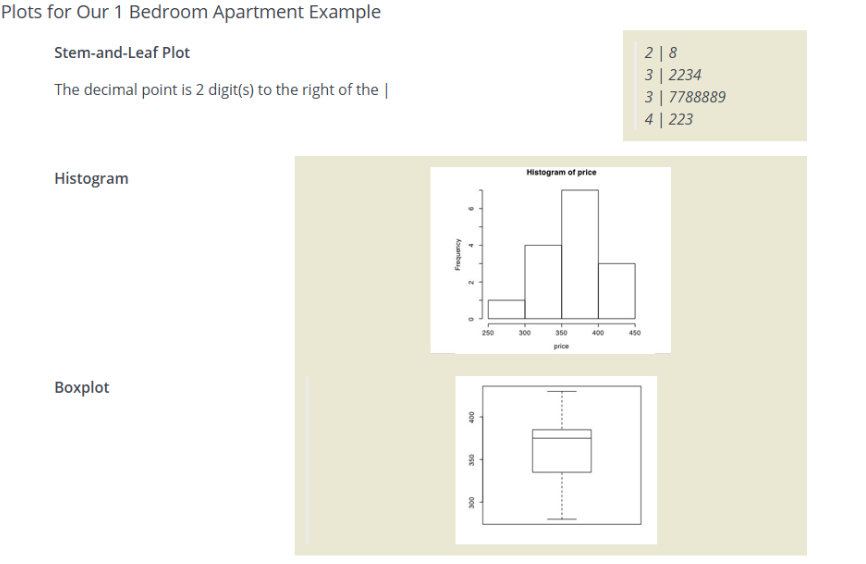 Plots for Our 1 Bedroom Apartment Example
Stem-and-Leaf Plot
The decimal point is 2 digit(s) to the right of the |
2 | 8
3 | 2234
3 | 7788889
4 | 223
Histogram
Histogram of price
Frequency
6
4
2
0
250 300 350 400 450
price
Boxplot
400
350
300